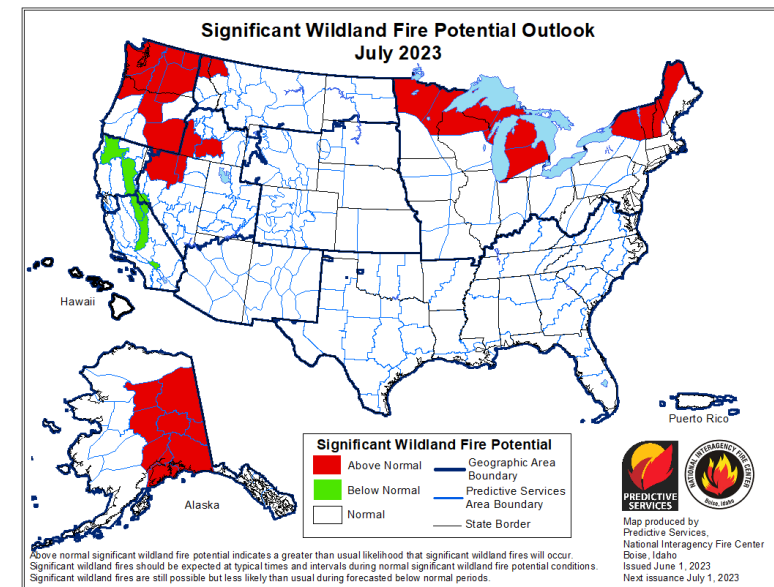 Significant Wildland Fire Potential Outlook
July 2023
Hawaii
Puerto Rico
Alaska
Significant Wildland Fire Potential
Above Normal
Below Normal
Normal
Geographic Area
Boundary
Predictive Services
Area Boundary
State Border
PREDICTIVE
SERVICES
NATIONAL INTERAGENCY FIRE CENTER
Boise, Idaho
Map produced by
Predictive Services,
National Interagency Fire Center
Boise, Idaho
Issued June 1, 2023
Next issuance July 1, 2023
Above normal significant wildland fire potential indicates a greater than usual likelihood that significant wildland fires will occur.
Significant wildland fires should be expected at typical times and intervals during normal significant wildland fire potential conditions.
Significant wildland fires are still possible but less likely than usual during forecasted below normal periods.